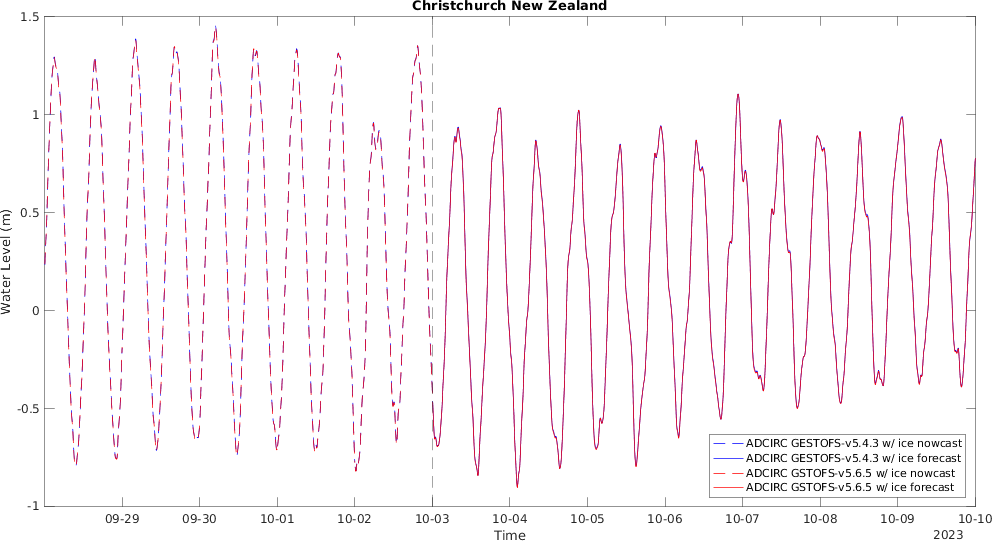 Christchurch New Zealand
1.5
1
0.5
0
-0.5
-1
Water Level (m)
09-29 09-30 10-01 10-02 10-03 10-04 10-05 10-06 10-07 10-08 10-09 10-10
Time
2023
ADCIRC GESTOFS-v5.4.3 w/ ice nowcast
ADCIRC GESTOFS-v5.4.3 w/ ice forecast
ADCIRC GSTOFS-v5.6.5 w/ ice nowcast
ADCIRC GSTOFS-v5.6.5 w/ ice forecast